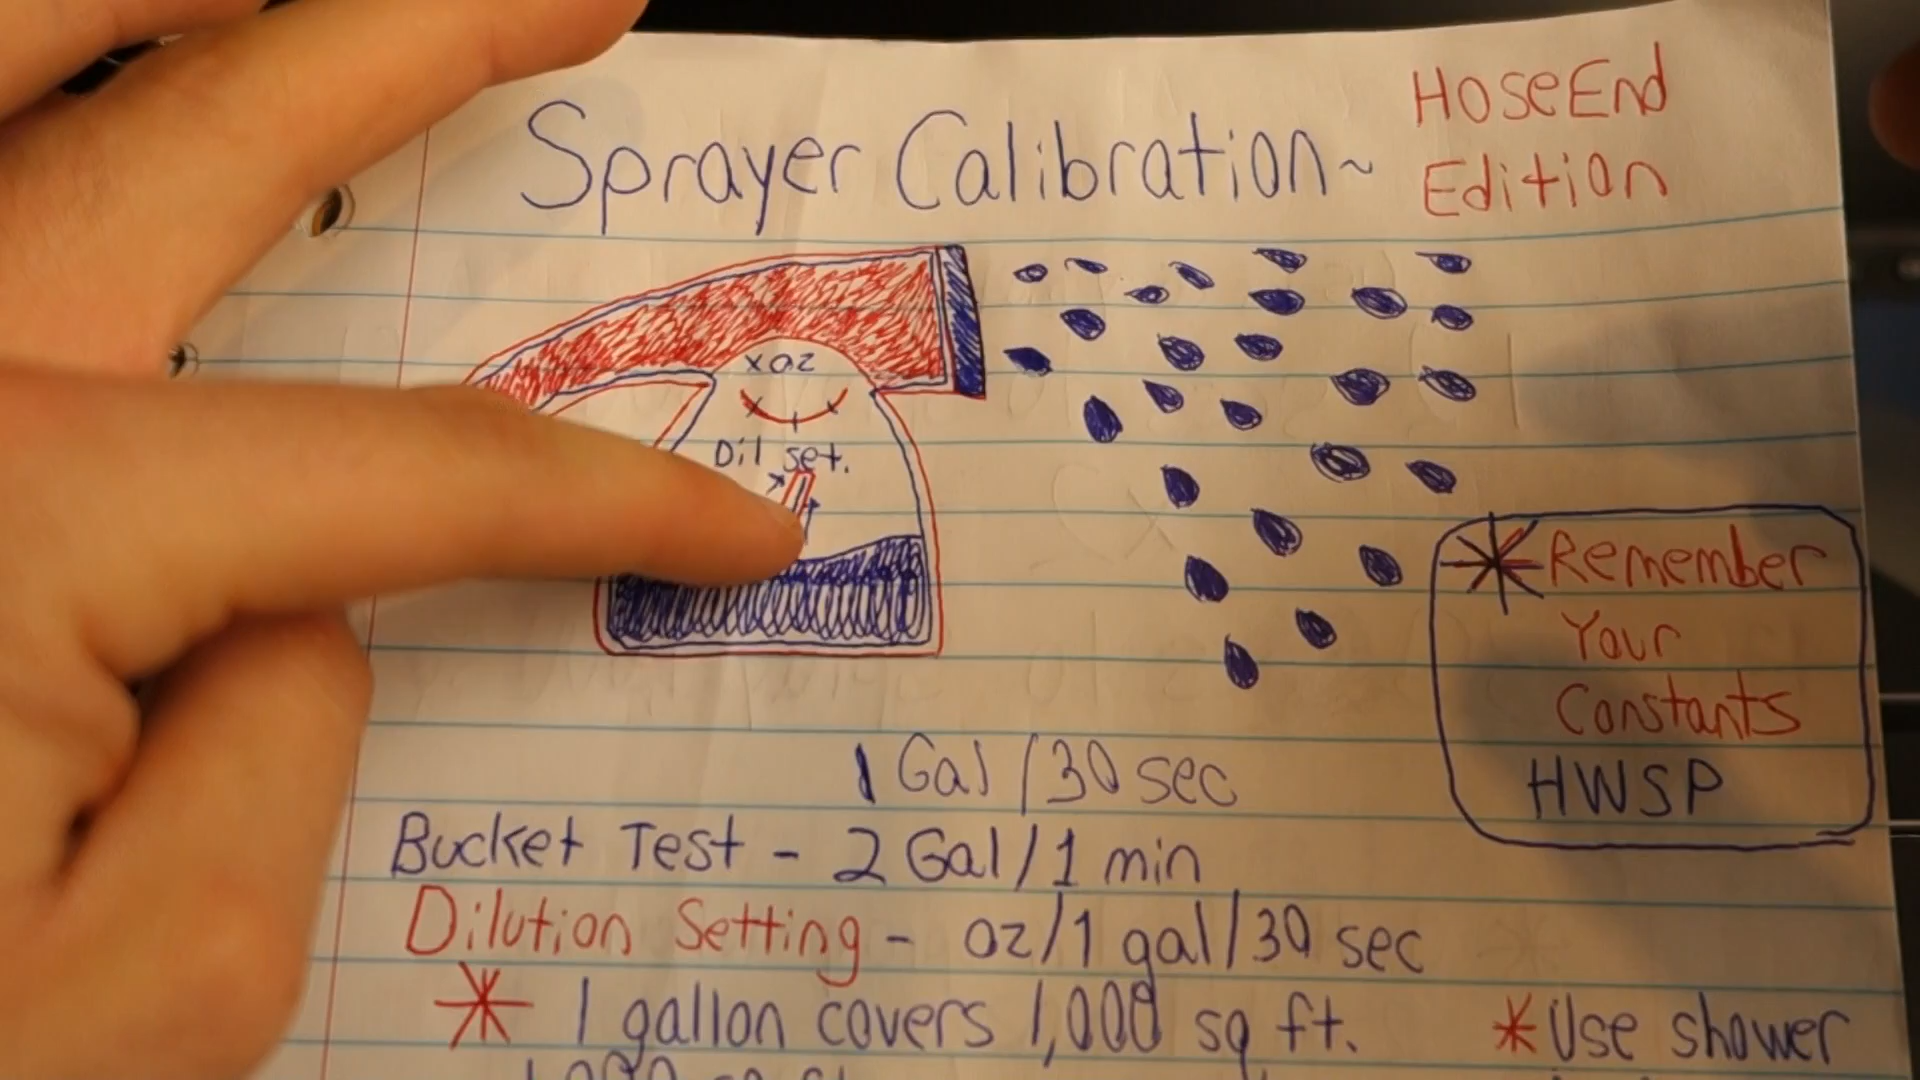 Sprayer Calibration~
HoseEnd
Edition
xoz
Dil set.
*Remember
Your
Constants
HWSP
1 Gal/30 sec
Bucket Test - 2 Gal/1 min
Dilution Setting - oz/1 gal/30 sec
* 1 gallon covers 1,000 sq ft.
*Use shower